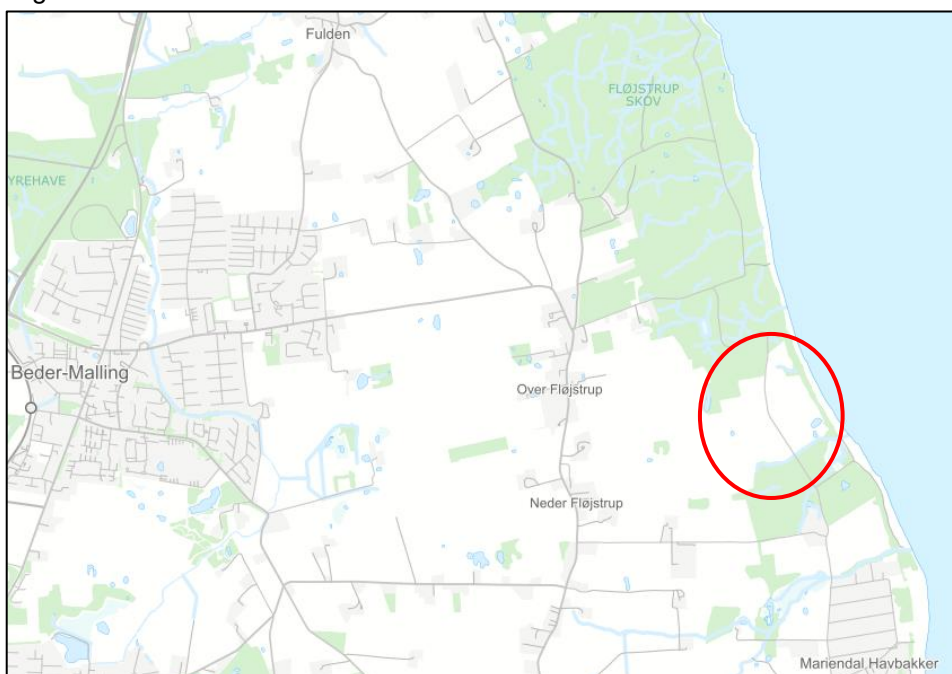 Fulden
FLØJSTRUP
SKOV
YREHAVE
Beder-Malling
Over Fløjstrup
Neder Fløjstrup
Mariendal Havbakker